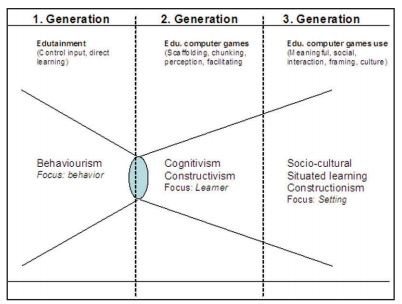 1. Generation
2. Generation
3. Generation
Edutainment
(Control input, direct
learning)
Edu. computer games
(Scaffolding, chunking,
perception, facilitating)
Edu. computer games use
(Meaningful, social,
interaction, framing, culture)
Behaviourism
Focus: behavior
Cognitivism
Constructivism
Focus: Learner
Socio-cultural
Situated learning
Constructionism
Focus: Setting